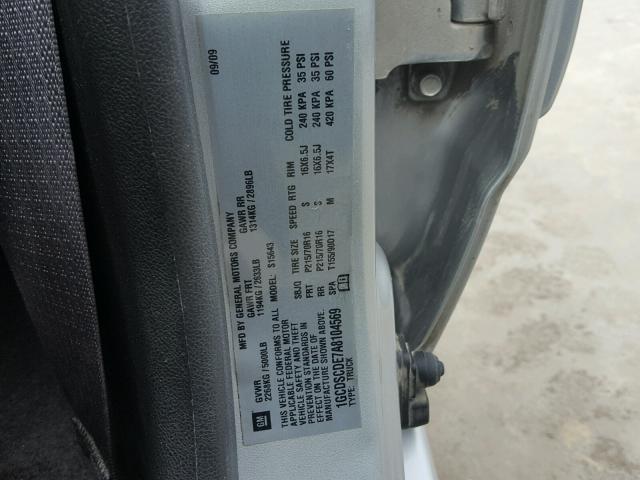 MFD BY GENERAL MOTORS COMPANY 09/09
GVWR GAWR FRT GAWR RR
2268KG / 5000LB 1194KG / 2633LB 1314KG / 2896LB
THIS VEHICLE CONFORMS TO ALL MODEL: S15643
APPLICABLE FEDERAL MOTOR
VEHICLE SAFETY AND THEFT
PREVENTION STANDARDS IN
EFFECT ON THE DATE OF
MANUFACTURE SHOWN ABOVE.
1GCDSCDE7A8104569
TYPE: TRUCK
SBJQ TIRE SIZE SPEED RTG RIM COLD TIRE PRESSURE
FRT P215/70R16 S 16X6.5J 240 KPA 35 PSI
RR P215/70R16 S 16X6.5J 240 KPA 35 PSI
SPA T155/90D17 M 17X4T 420 KPA 60 PSI
GM